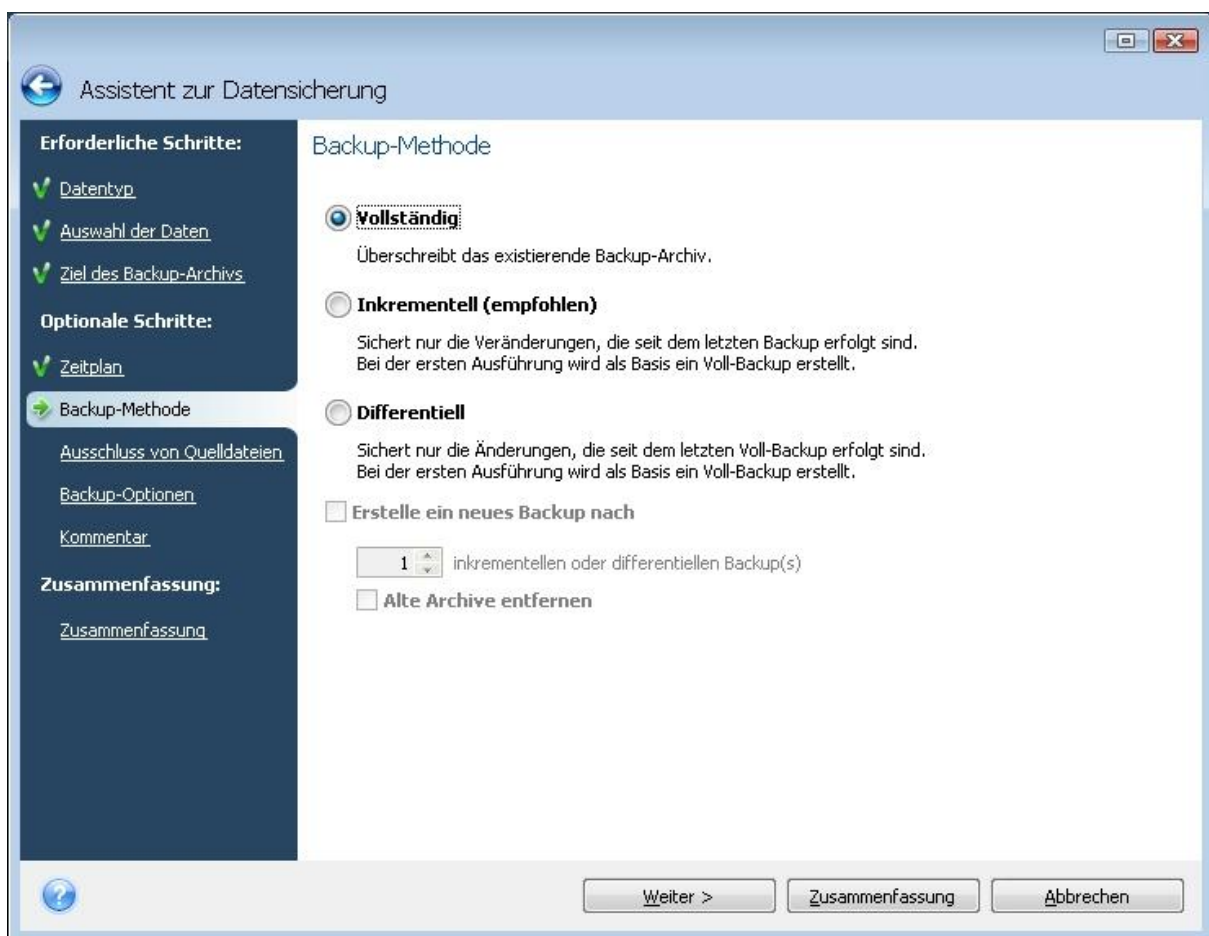 Assistent zur Datensicherung
Erforderliche Schritte:
Datentyp
Auswahl der Daten
Ziel des Backup-Archivs
Optionale Schritte:
Zeitplan
Backup-Methode
Ausschluss von Quelldateien
Backup-Optionen
Kommentar
Zusammenfassung:
Zusammenfassung
Backup-Methode
Vollständig
Überschreibt das existierende Backup-Archiv.
Inkrementell (empfohlen)
Sichert nur die Veränderungen, die seit dem letzten Backup erfolgt sind.
Bei der ersten Ausführung wird als Basis ein Voll-Backup erstellt.
Differentiell
Sichert nur die Änderungen, die seit dem letzten Voll-Backup erfolgt sind.
Bei der ersten Ausführung wird als Basis ein Voll-Backup erstellt.
Erstelle ein neues Backup nach
1 inkrementellen oder differentiellen Backup(s)
Alte Archive entfernen
?
Weiter >
Zusammenfassung
Abbrechen